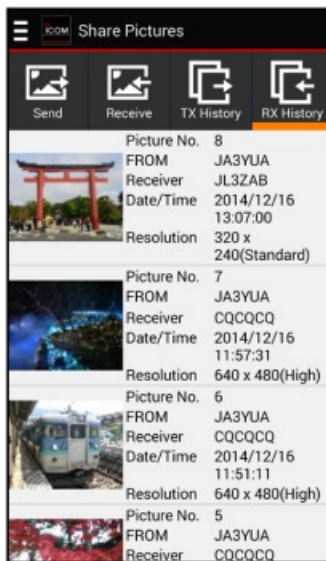 ICOM Share Pictures
Send Receive TX History RX History
Picture No. 8
FROM JA3YUA
Receiver JL3ZAB
Date/Time 2014/12/16
13:07:00
Resolution 320 x
240(Standard)
Picture No. 7
FROM JA3YUA
Receiver CQCQCQ
Date/Time 2014/12/16
11:57:31
Resolution 640 x 480(High)
Picture No. 6
FROM JA3YUA
Receiver CQCQCQ
Date/Time 2014/12/16
11:51:11
Resolution 640 x 480(High)
Picture No. 5
FROM JA3YUA
Receiver CQCQCQ